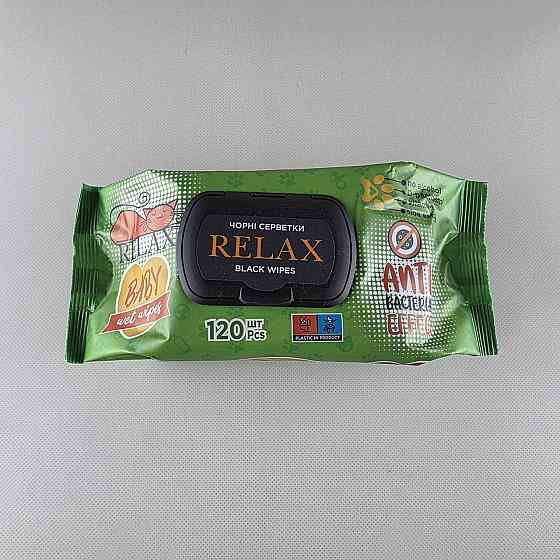 ЧОРНІ СЕРВЕТКИ
RELAX
BLACK WIPES
RELAX
BABY
wet wipes
120 ШТ
PCS
PLASTIC IN PRODUCT
no alcohol
ANTI
BACTERIAL
EFFECT